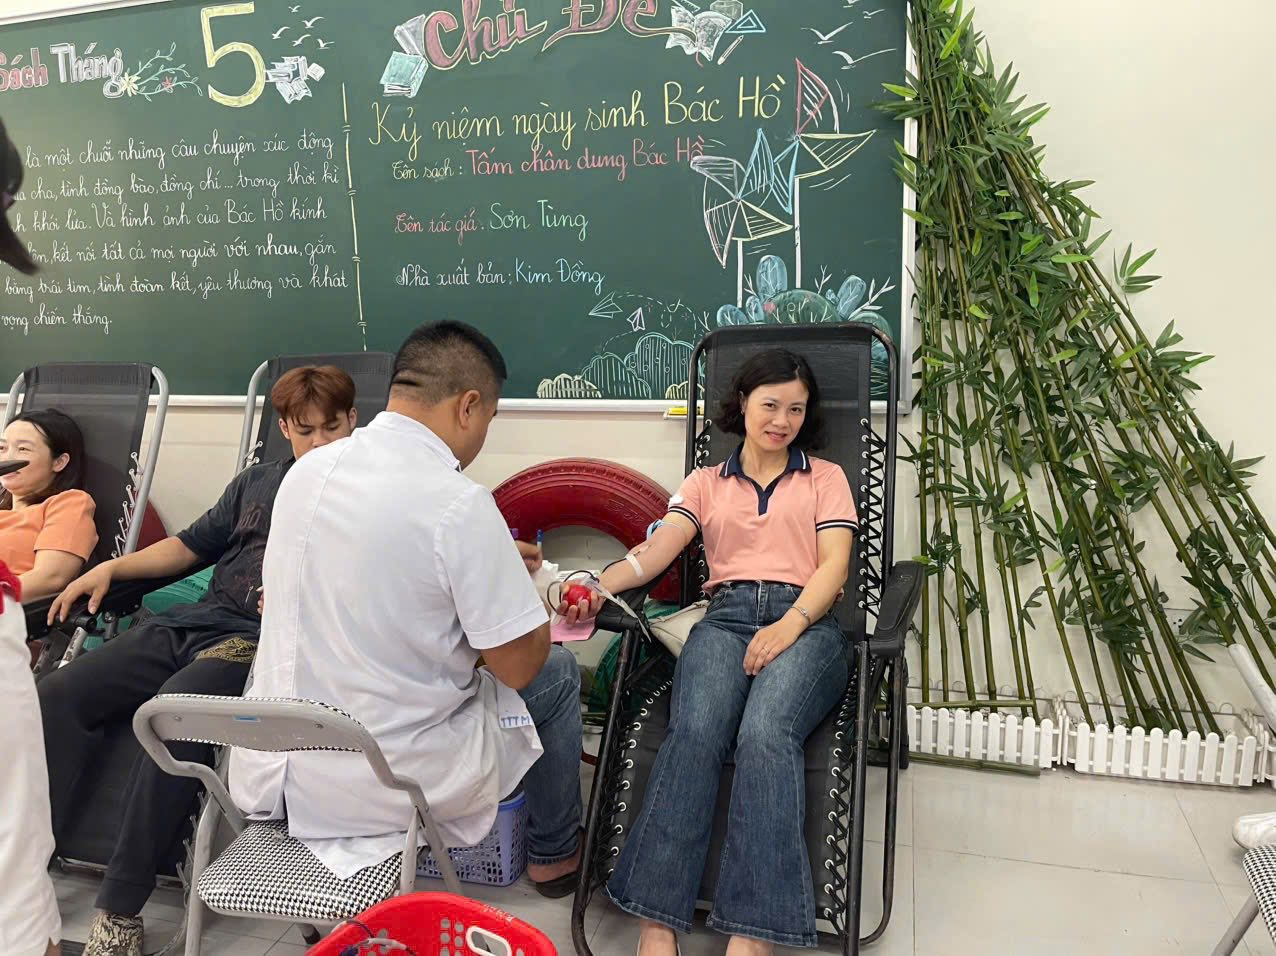 Sách Tháng 5
là một chuỗi những câu chuyện xúc động
cha, tình đồng bào, đồng chí... trong thời kì
khói lửa. Và hình ảnh của Bác Hồ kính
kết nối tất cả mọi người với nhau, gắn
bằng trái tim, tình đoàn kết, yêu thương và khát
vọng chiến thắng.
Chủ Đề
Kỷ niệm ngày sinh Bác Hồ
Tên sách: Tấm chân dung Bác Hồ
Tên tác giả: Sơn Tùng
Nhà xuất bản: Kim Đồng
TTTM